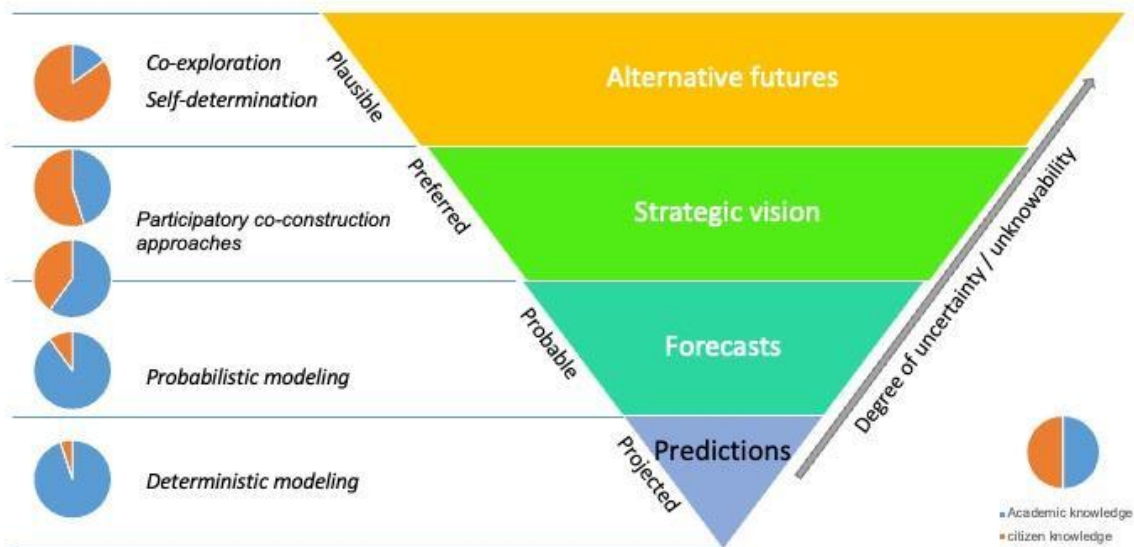 Co-exploration
Self-determination
Plausible
Alternative futures
Participatory co-construction
approaches
Preferred
Strategic vision
Probabilistic modeling
Probable
Forecasts
Deterministic modeling
Projected
Predictions
Degree of uncertainty / unknowability
Academic knowledge
citizen knowledge